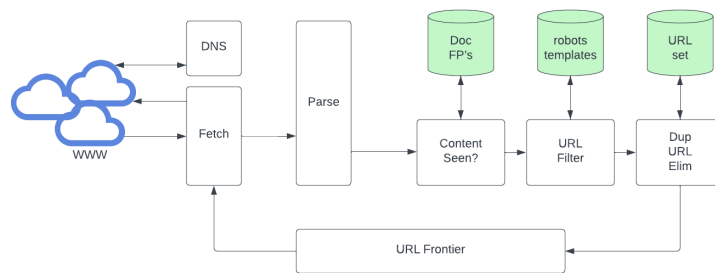 DNS
Doc
FP's
robots
templates
URL
set
Parse
Fetch
Content
Seen?
URL
Filter
Dup
URL
Elim
WWW
URL Frontier